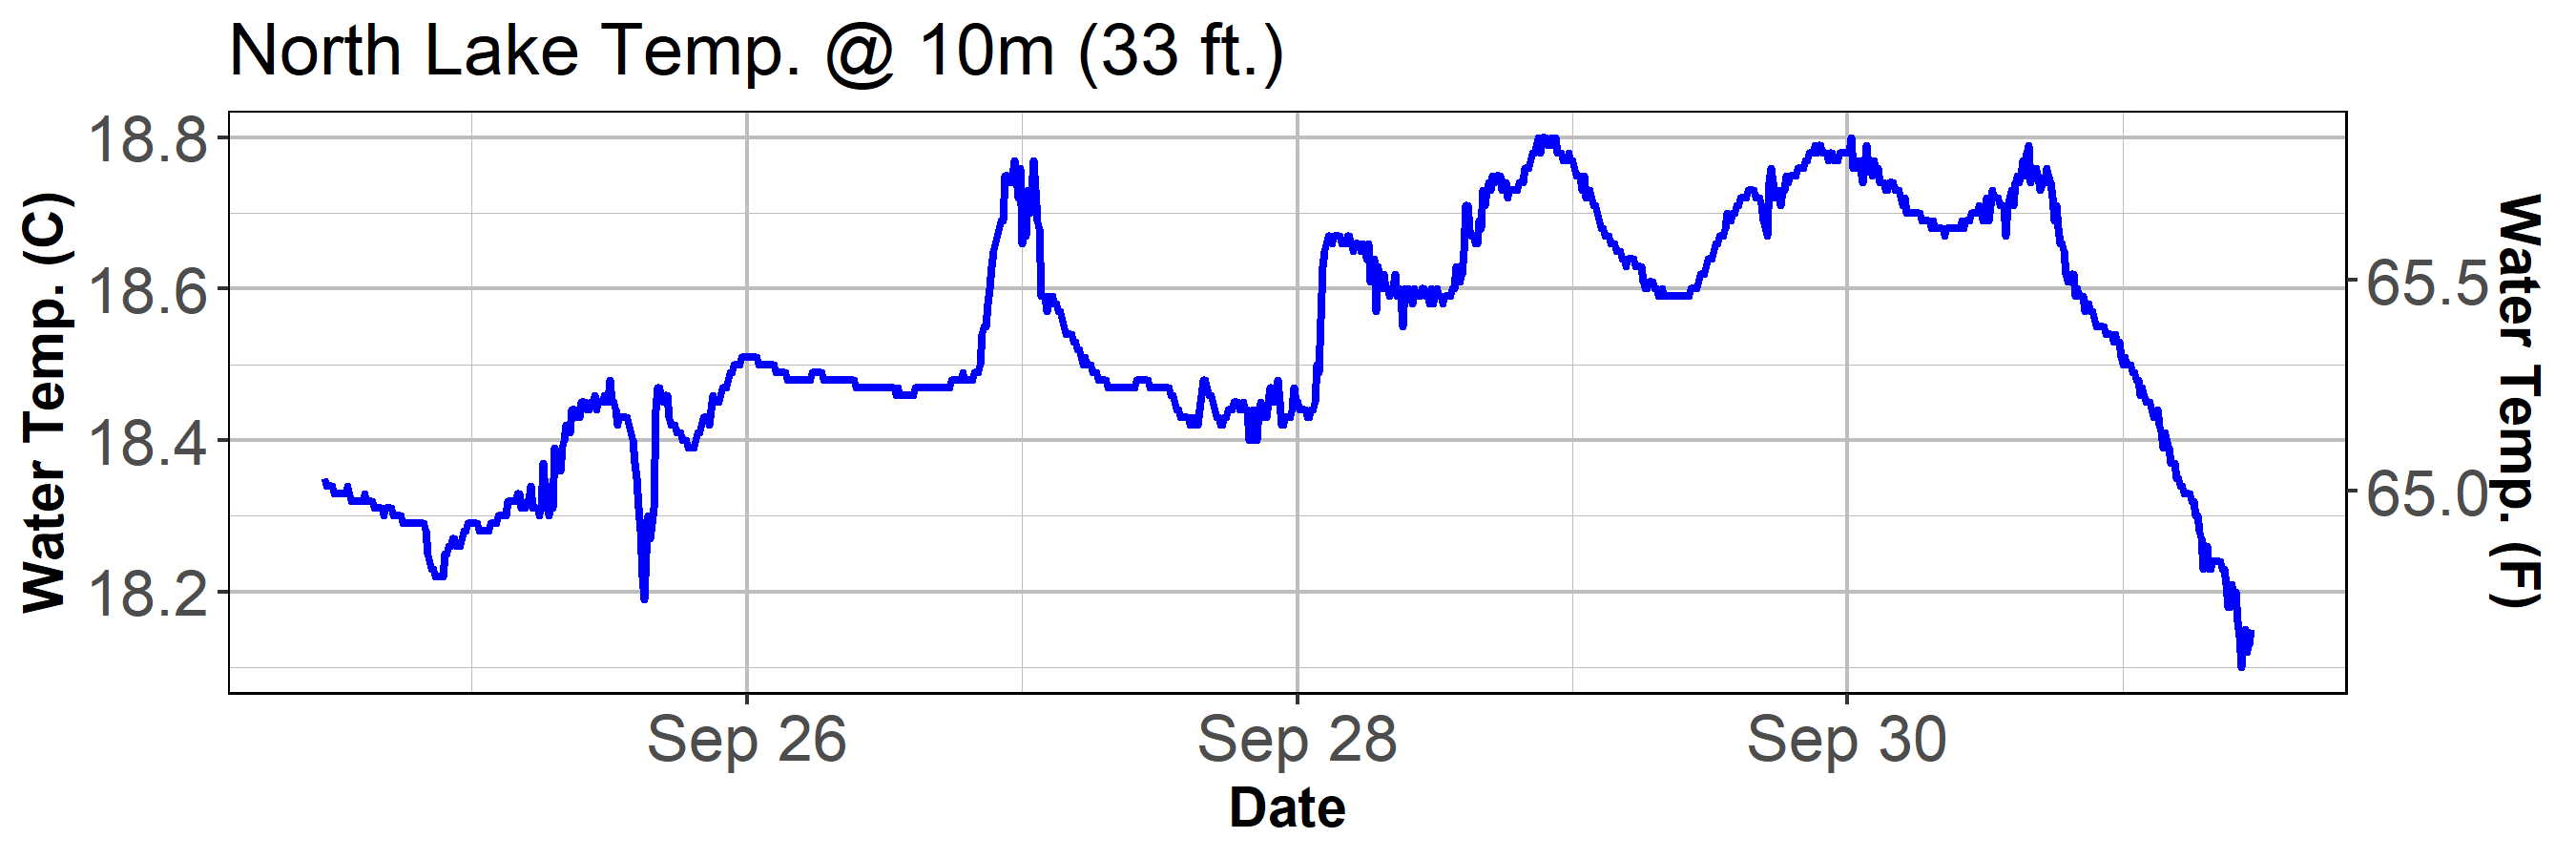 North Lake Temp. @ 10m (33 ft.)
Water Temp. (C)
18.8
18.6
18.4
18.2
65.5
65.0
Water Temp. (F)
Sep 26
Sep 28
Sep 30
Date